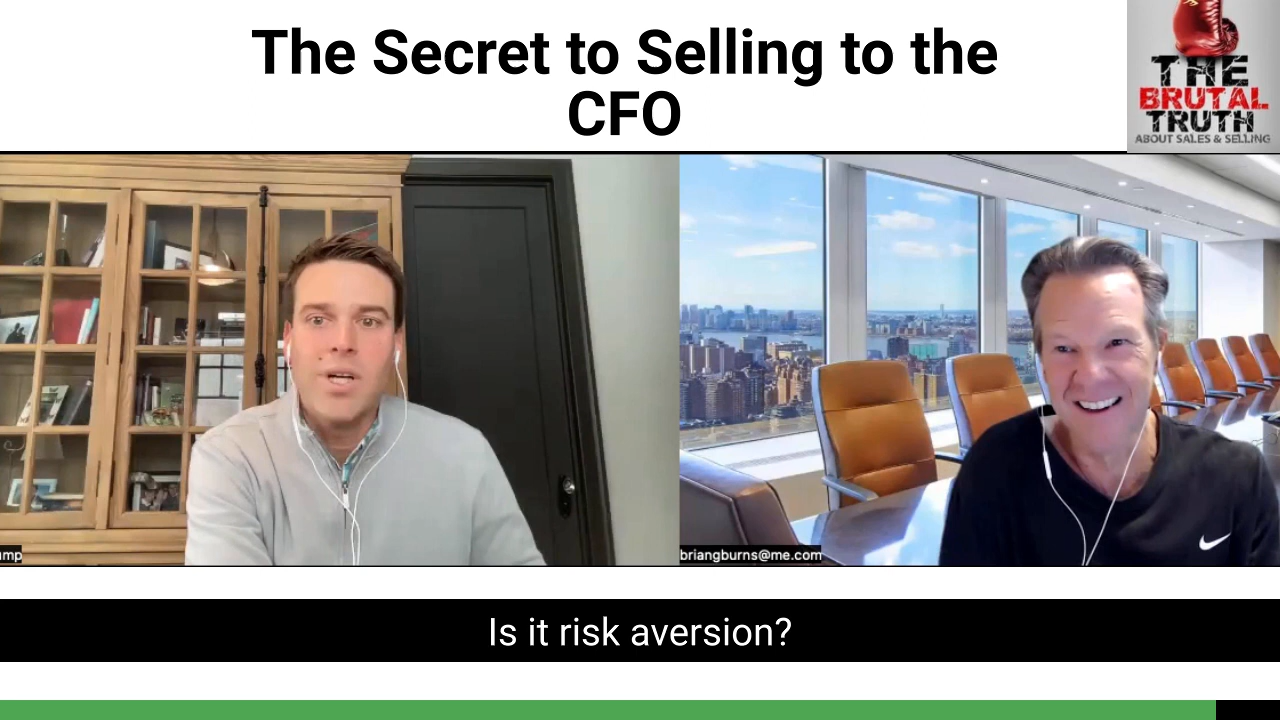 The Secret to Selling to the
CFO
THE
BRUTAL
TRUTH
ABOUT SALES & SELLING
ump
briangburns@me.com
Is it risk aversion?